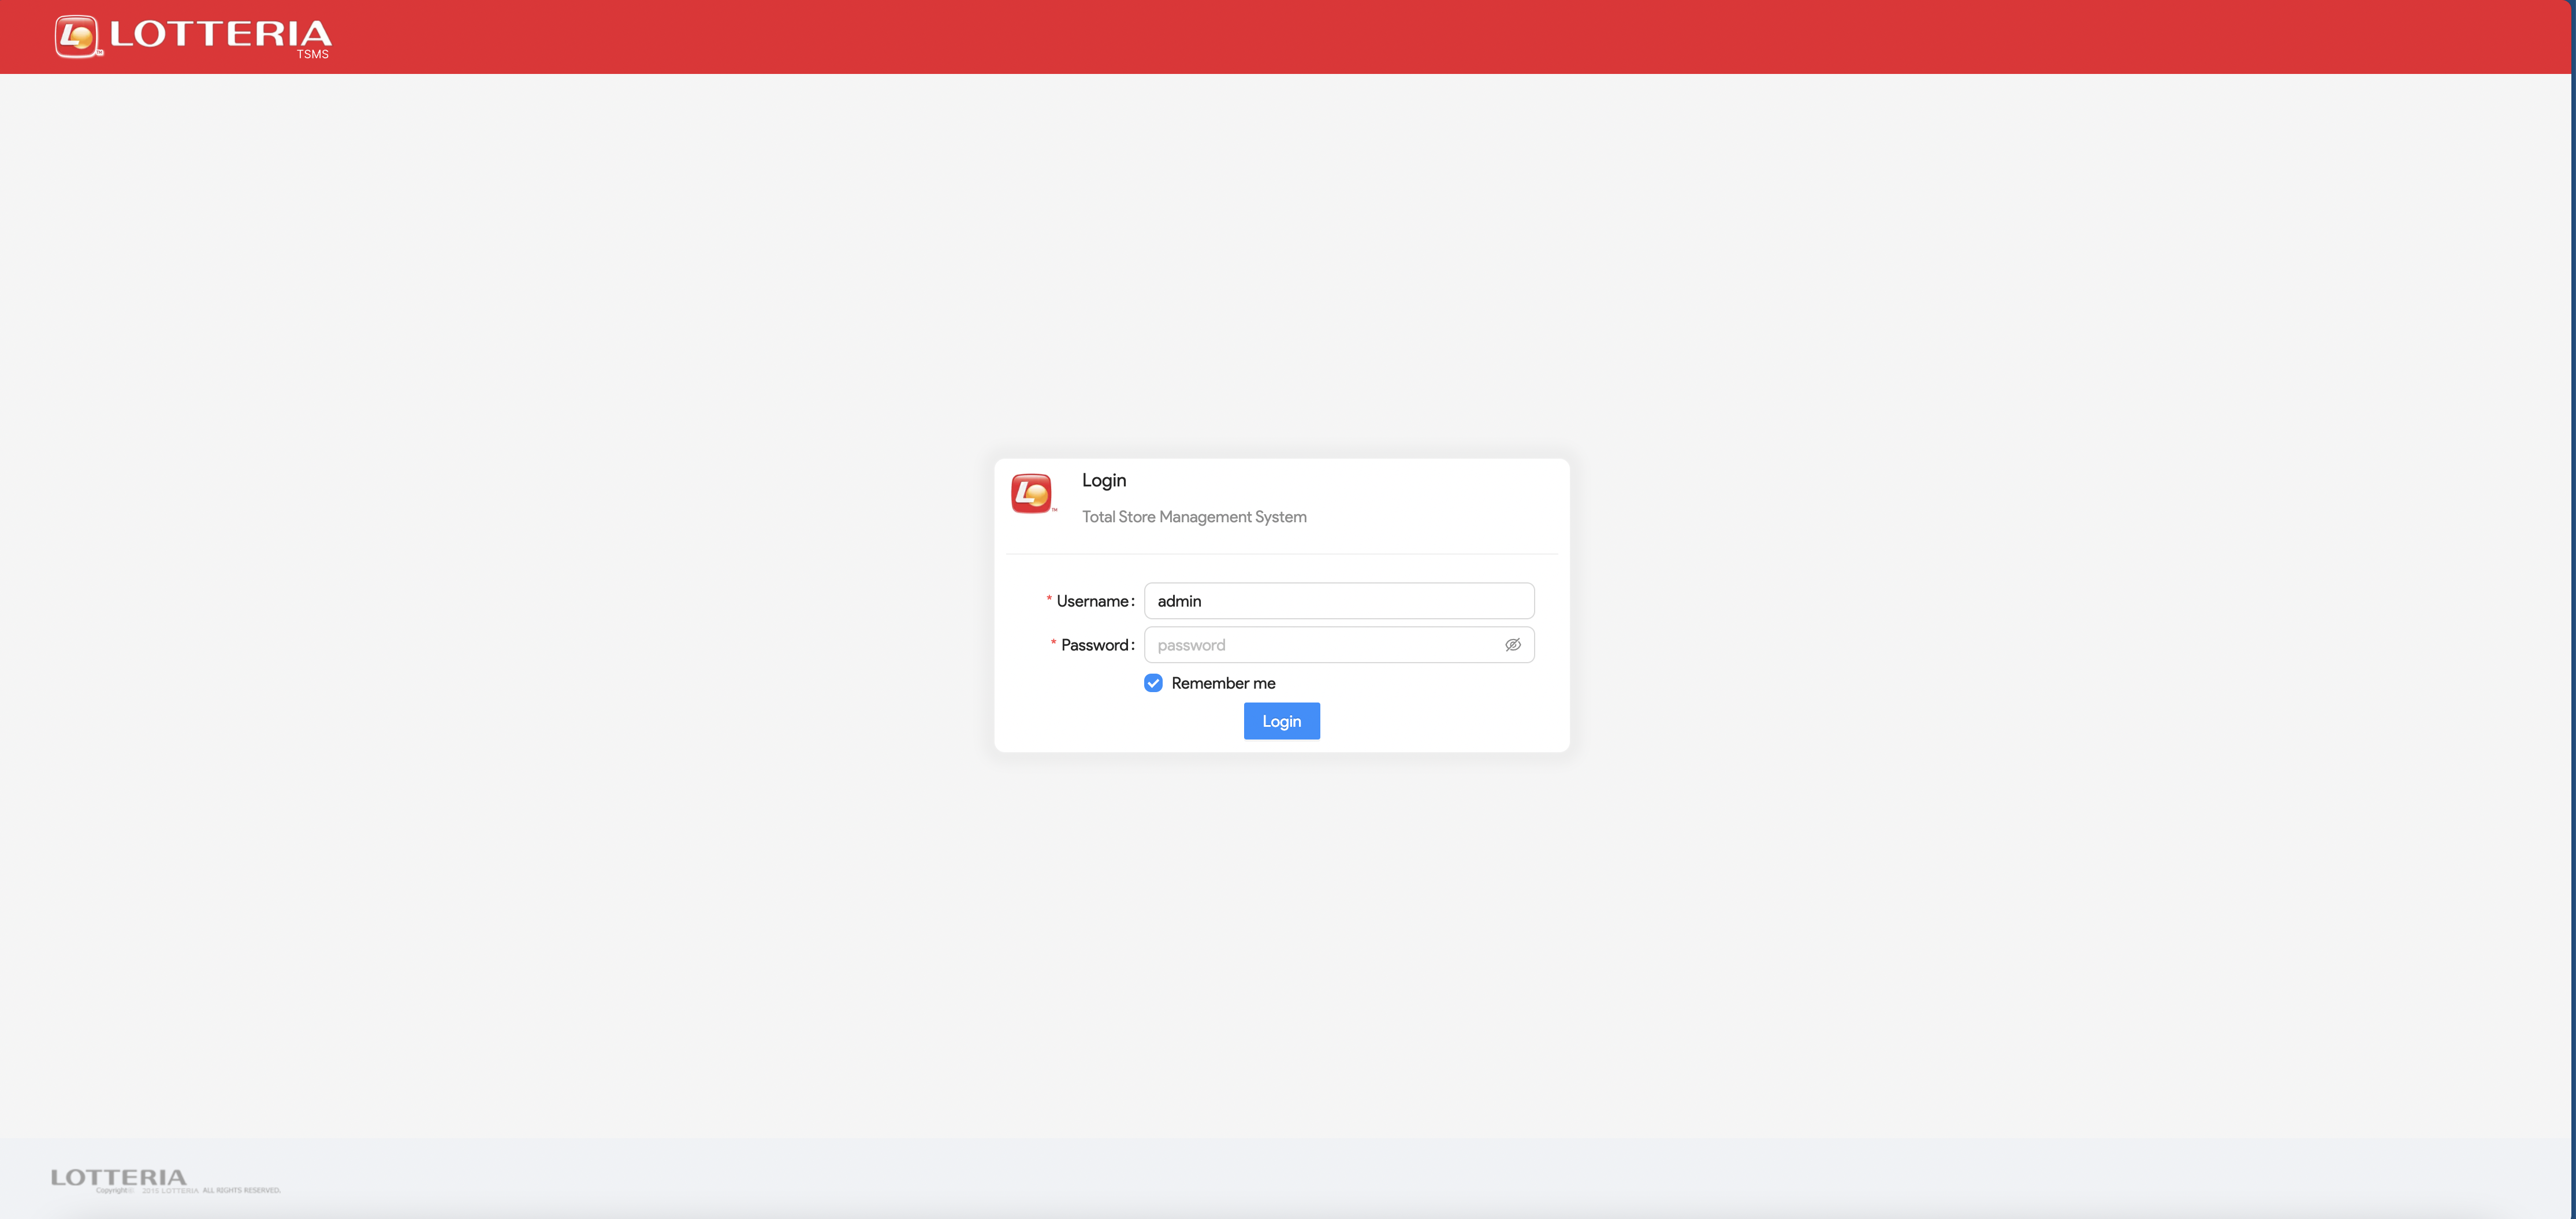 LOTTERIA
TSMS
Login
Total Store Management System
* Username: admin
* Password: password
Remember me
Login
LOTTERIA
Copyright© 2015 LOTTERIA ALL RIGHTS RESERVED.